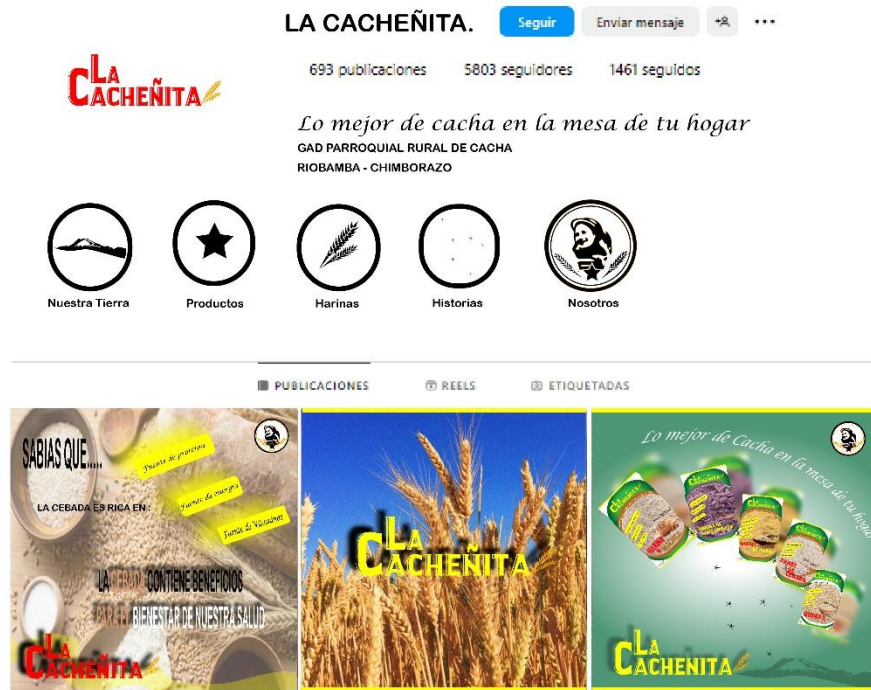 LA CACHEÑITA.
Seguir
Enviar mensaje
LA
CACHEÑITA
693 publicaciones
5803 seguidores
1461 seguidos
Lo mejor de cacha en la mesa de tu hogar
GAD PARROQUIAL RURAL DE CACHA
RIOBAMBA - CHIMBORAZO
Nuestra Tierra
Productos
Harinas
Historias
Nosotros
PUBLICACIONES
REELS
ETIQUETADAS
SABIAS QUE.....
Fuente de proteina
LA CEBADA ES RICA EN :
Fuente de energia
Fuente de Vitaminas
LA CEBADA CONTIENE BENEFICIOS
PARA EL BIENESTAR DE NUESTRA SALUD
LA
CACHEÑITA
LA
CACHEÑITA
Lo mejor de Cacha en la mesa de tu hogar
LA
CACHEÑITA